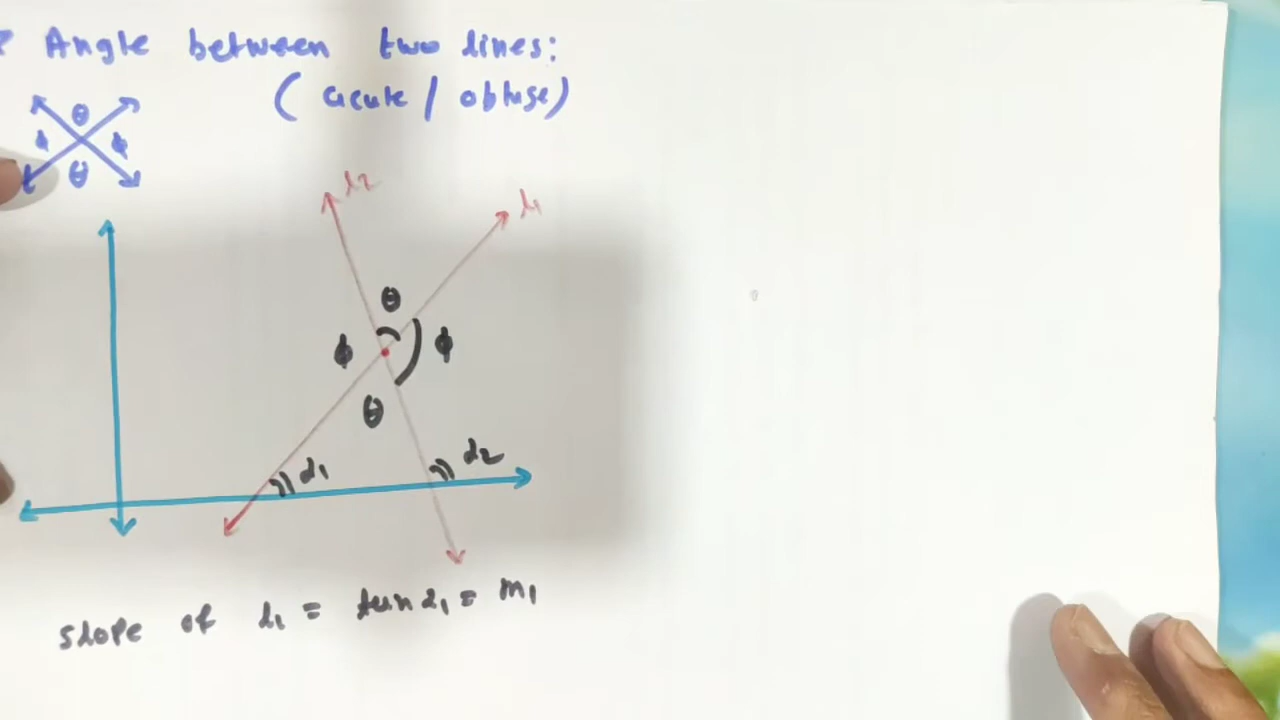 Angle between two lines:
(acute / obtuse)
θ
ϕ ϕ
θ
l2
l1
θ
ϕ ϕ
θ
α1 α2
slope of l1 = tan α1 = m1